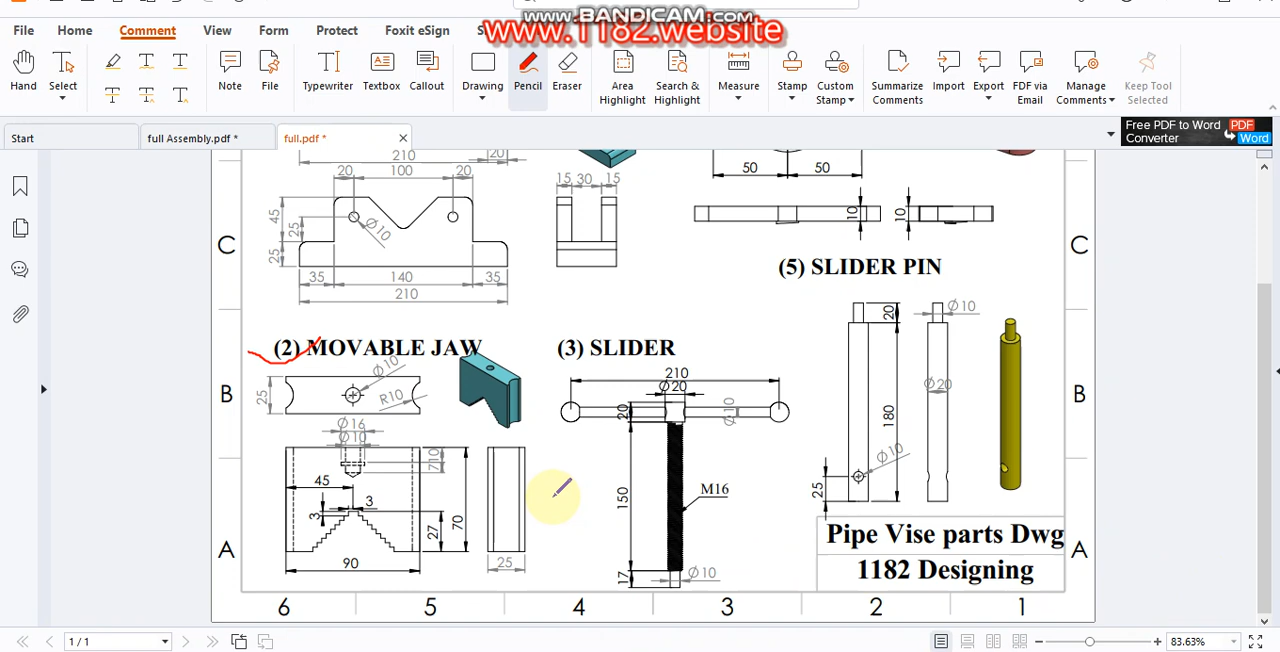 www.BANDICAM.com
www.1182.website
File Home Comment View Form Protect Foxit eSign
Hand Select Note File Typewriter Textbox Callout Drawing Pencil Eraser Area Highlight Search & Highlight Measure Stamp Custom Stamp Summarize Comments Import Export FDF via Email Manage Comments Keep Tool Selected
Start full Assembly.pdf * full.pdf *
Free PDF to Word Converter PDF Word
210 20
20 100 20
15 30 15
50 50
45 25 25 Ø10
10 10
C C
35 140 35
210
(5) SLIDER PIN
20 Ø10
(2) MOVABLE JAW
(3) SLIDER
210
Ø10 Ø20
25 R10
20 Ø10
Ø20
B B
Ø16
Ø10
710
180
45 3
3
27 70
150
M16
Ø10
25
90
25
17 Ø10
A A
Pipe Vise parts Dwg
1182 Designing
6 5 4 3 2 1
1 / 1
83.63%